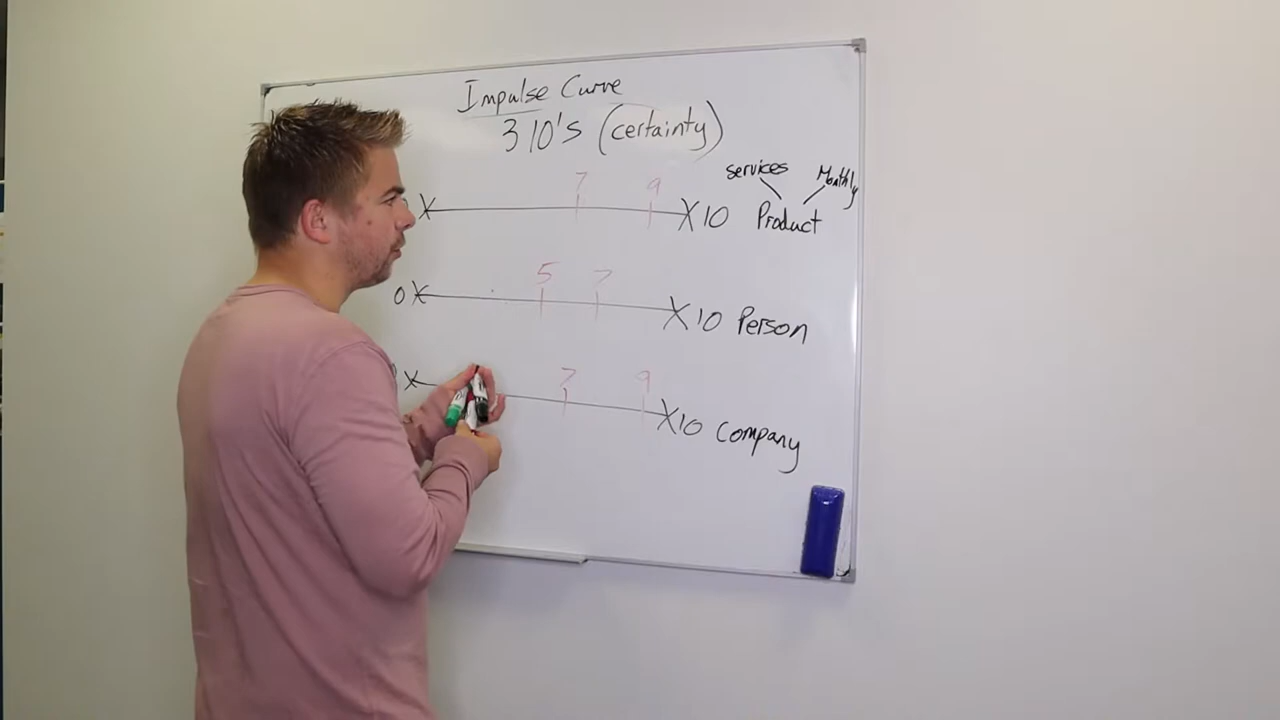 Impulse Curve
3 10's (certainty)
services Monthly
7 9
X X 10 Product
5 7
0 X X 10 Person
7 9
X X 10 Company